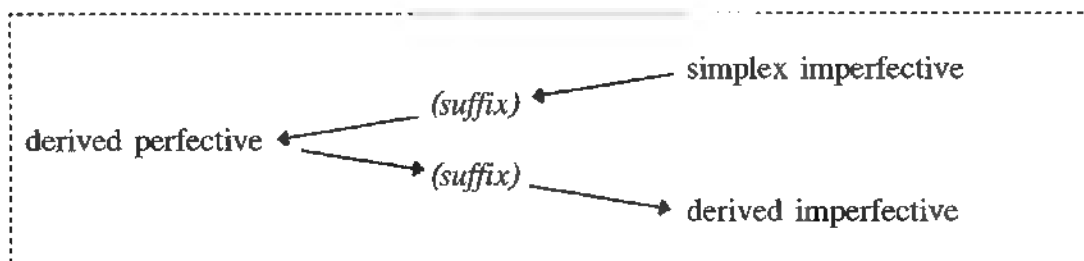 simplex imperfective
(suffix)
derived perfective
(suffix)
derived imperfective